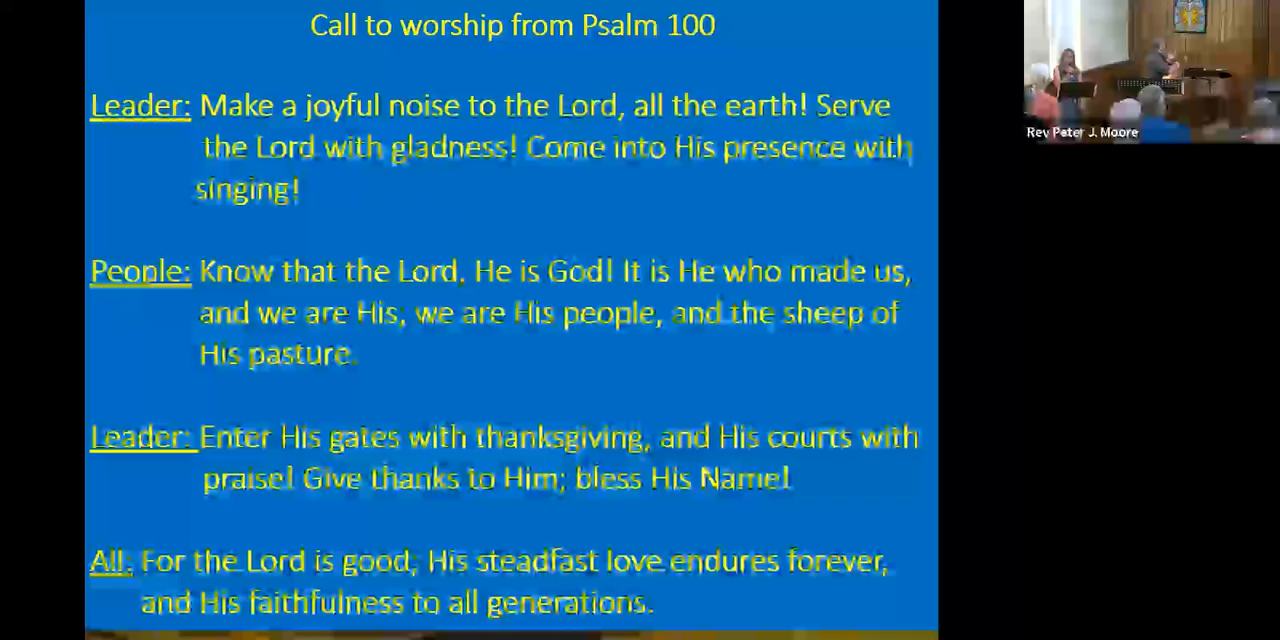 Call to worship from Psalm 100
Leader: Make a joyful noise to the Lord, all the earth! Serve
the Lord with gladness! Come into His presence with
singing!
People: Know that the Lord, He is God! It is He who made us,
and we are His; we are His people, and the sheep of
His pasture.
Leader: Enter His gates with thanksgiving, and His courts with
praise! Give thanks to Him; bless His Name!
All: For the Lord is good; His steadfast love endures forever,
and His faithfulness to all generations.
Rev Peter J. Moore